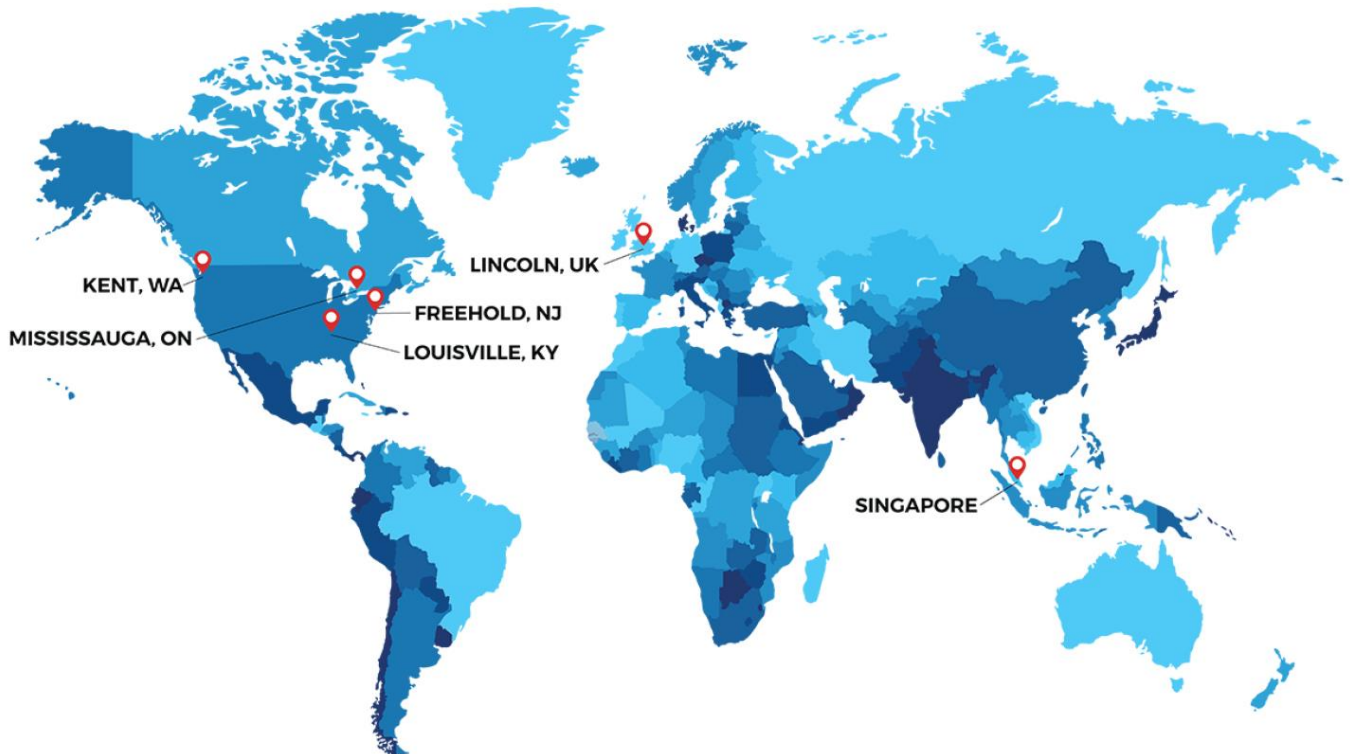 LINCOLN, UK
KENT, WA
FREEHOLD, NJ
MISSISSAUGA, ON
LOUISVILLE, KY
SINGAPORE